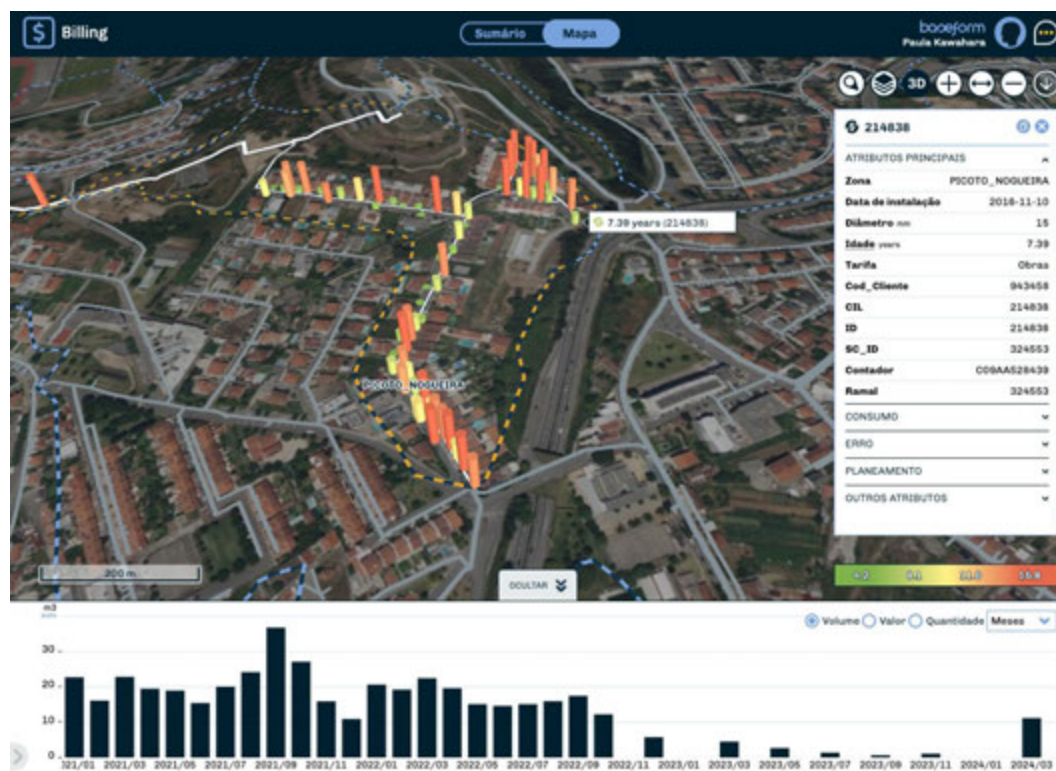 $ Billing
Sumário Mapa
baseform
Paula Kawahara
3D
214838
ATRIBUTOS PRINCIPAIS
Zona PICOTO_NOGUEIRA
Data de instalação 2016-11-10
Diâmetro mm 15
Idade years 7.39
Tarifa Obras
Cod_Cliente 943458
CIL 214838
ID 214838
SC_ID 324553
Contador C09AA528439
Ramal 324553
CONSUMO
ERRO
PLANEAMENTO
OUTROS ATRIBUTOS
7.39 years (214838)
PICOTO_NOGUEIRA
200 m
OCULTAR
m3
Volume Valor Quantidade Meses
30
20
10
0
2021/03 2021/05 2021/07 2021/09 2021/11 2022/01 2022/03 2022/05 2022/07 2022/09 2022/11 2023/01 2023/03 2023/05 2023/07 2023/09 2023/11 2024/01 2024/03